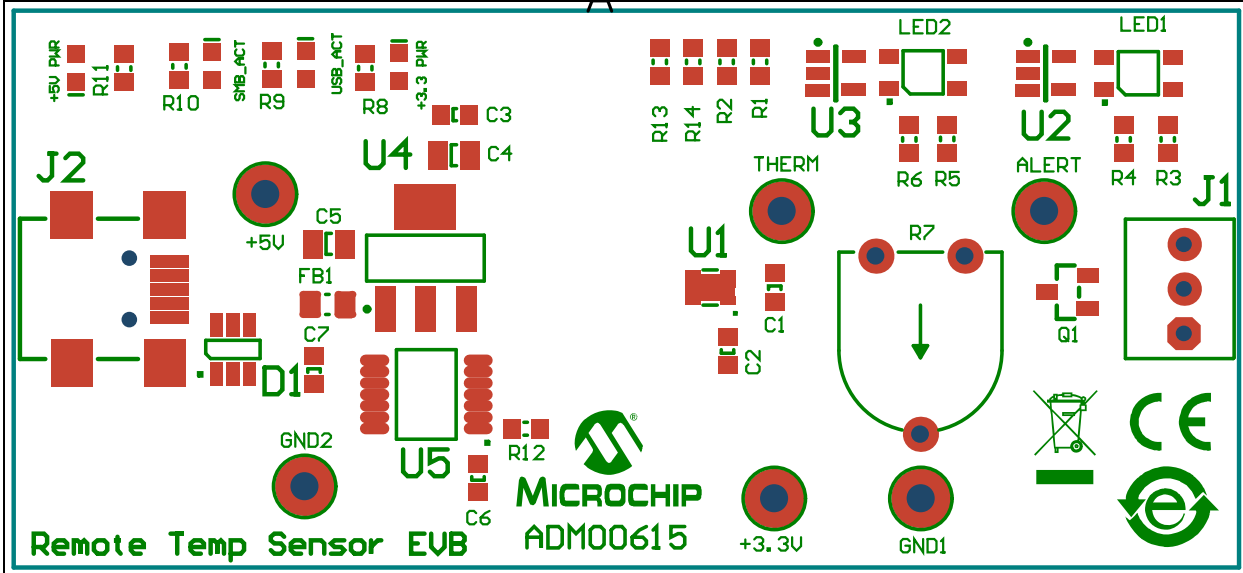 LED2
LED1
+5V PWR
R11
R10
SMB_ACT
R9
USB_ACT
R8
+3.3 PWR
R13
R14
R2
R1
U3
U2
C3
C4
U4
J2
THERM
ALERT
R6
R5
R4
R3
J1
C5
+5V
R7
U1
FB1
C7
C1
Q1
C2
D1
GND2
U5
R12
®
CE
MICROCHIP
C6
ADM00615
e
Remote Temp Sensor EVB
+3.3V
GND1